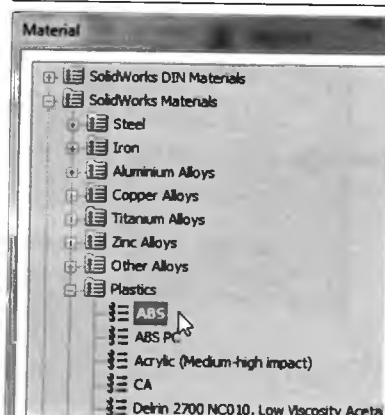 Material
SolidWorks DIN Materials
SolidWorks Materials
Steel
Iron
Aluminium Alloys
Copper Alloys
Titanium Alloys
Zinc Alloys
Other Alloys
Plastics
ABS
ABS PC
Acrylic (Medium-high impact)
CA
Delrin 2700 NC010, Low Viscosity Aceta